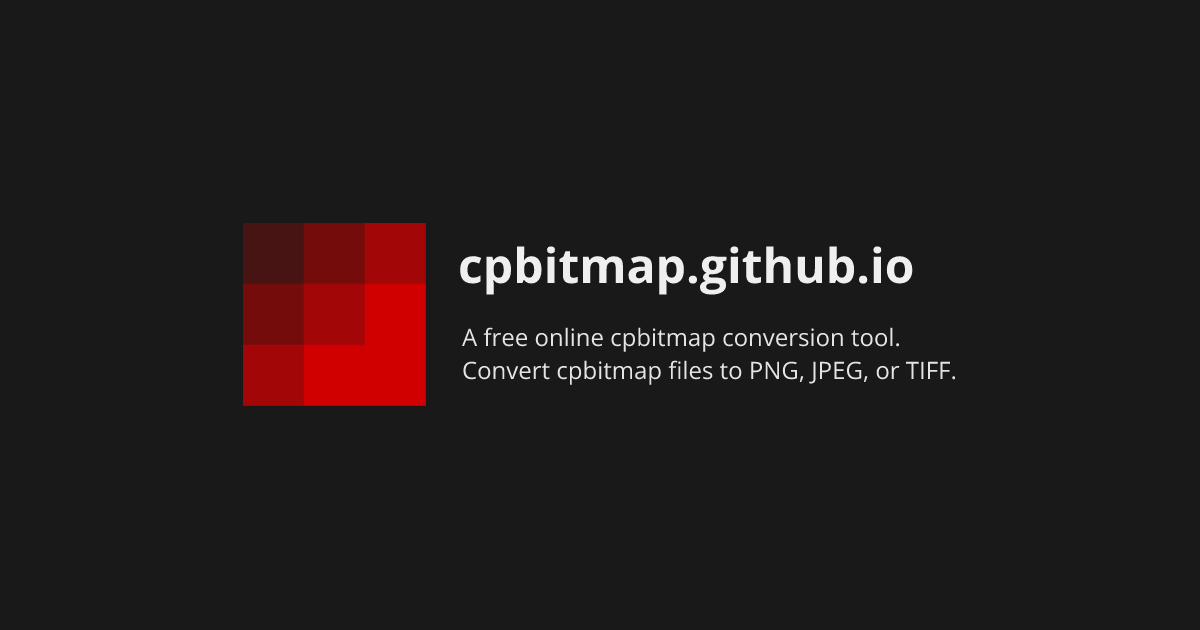 cpbitmap.github.io
A free online cpbitmap conversion tool.
Convert cpbitmap files to PNG, JPEG, or TIFF.